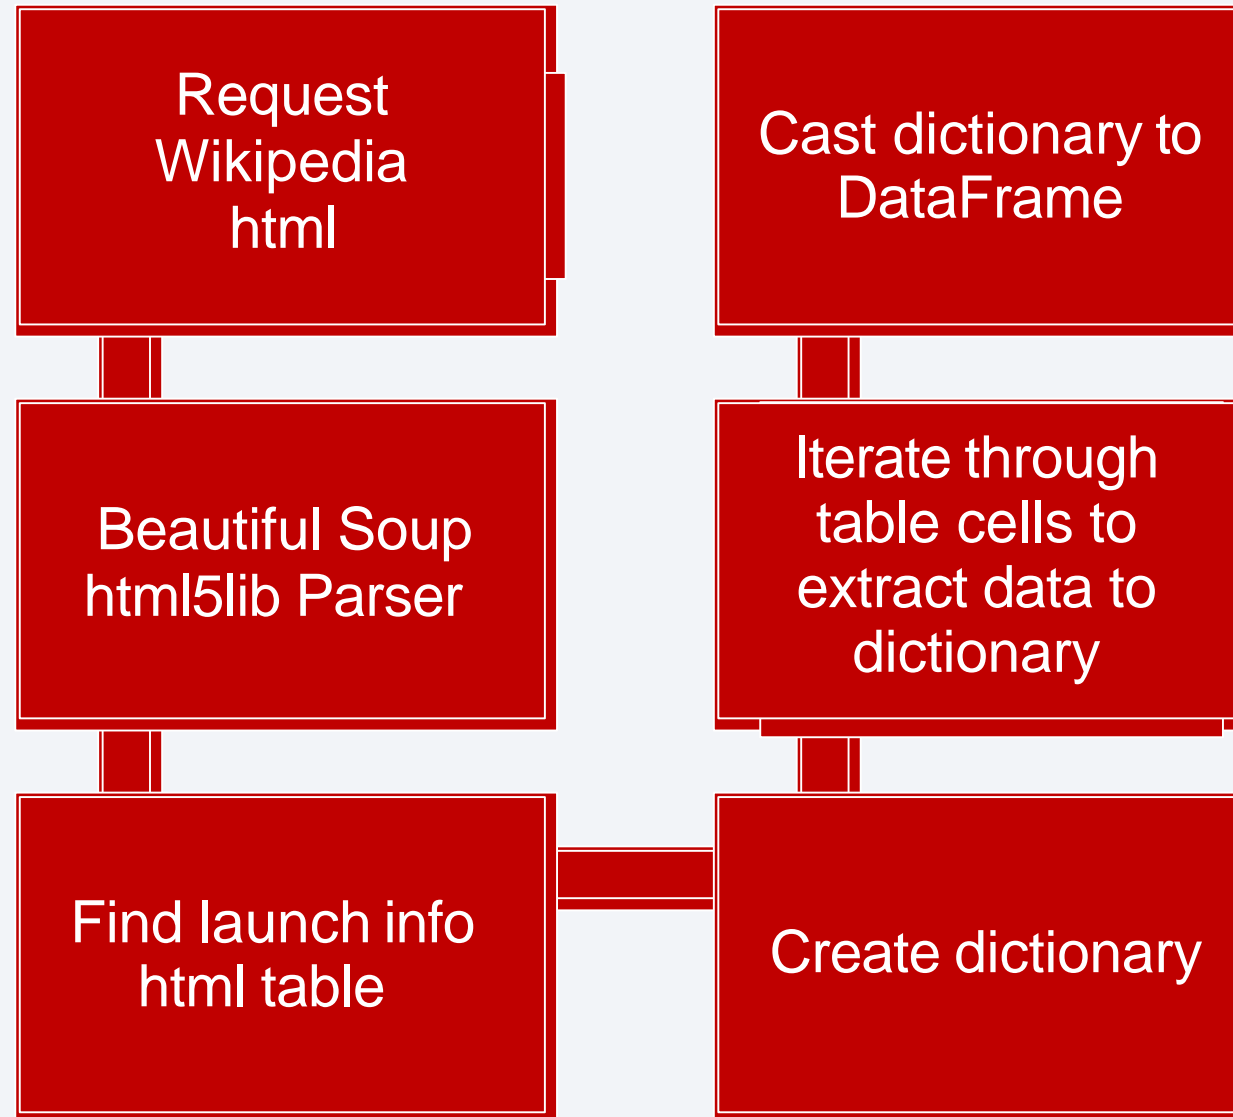 Request
Wikipedia
html
Beautiful Soup
html5lib Parser
Find launch info
html table
Create dictionary
Iterate through
table cells to
extract data to
dictionary
Cast dictionary to
DataFrame